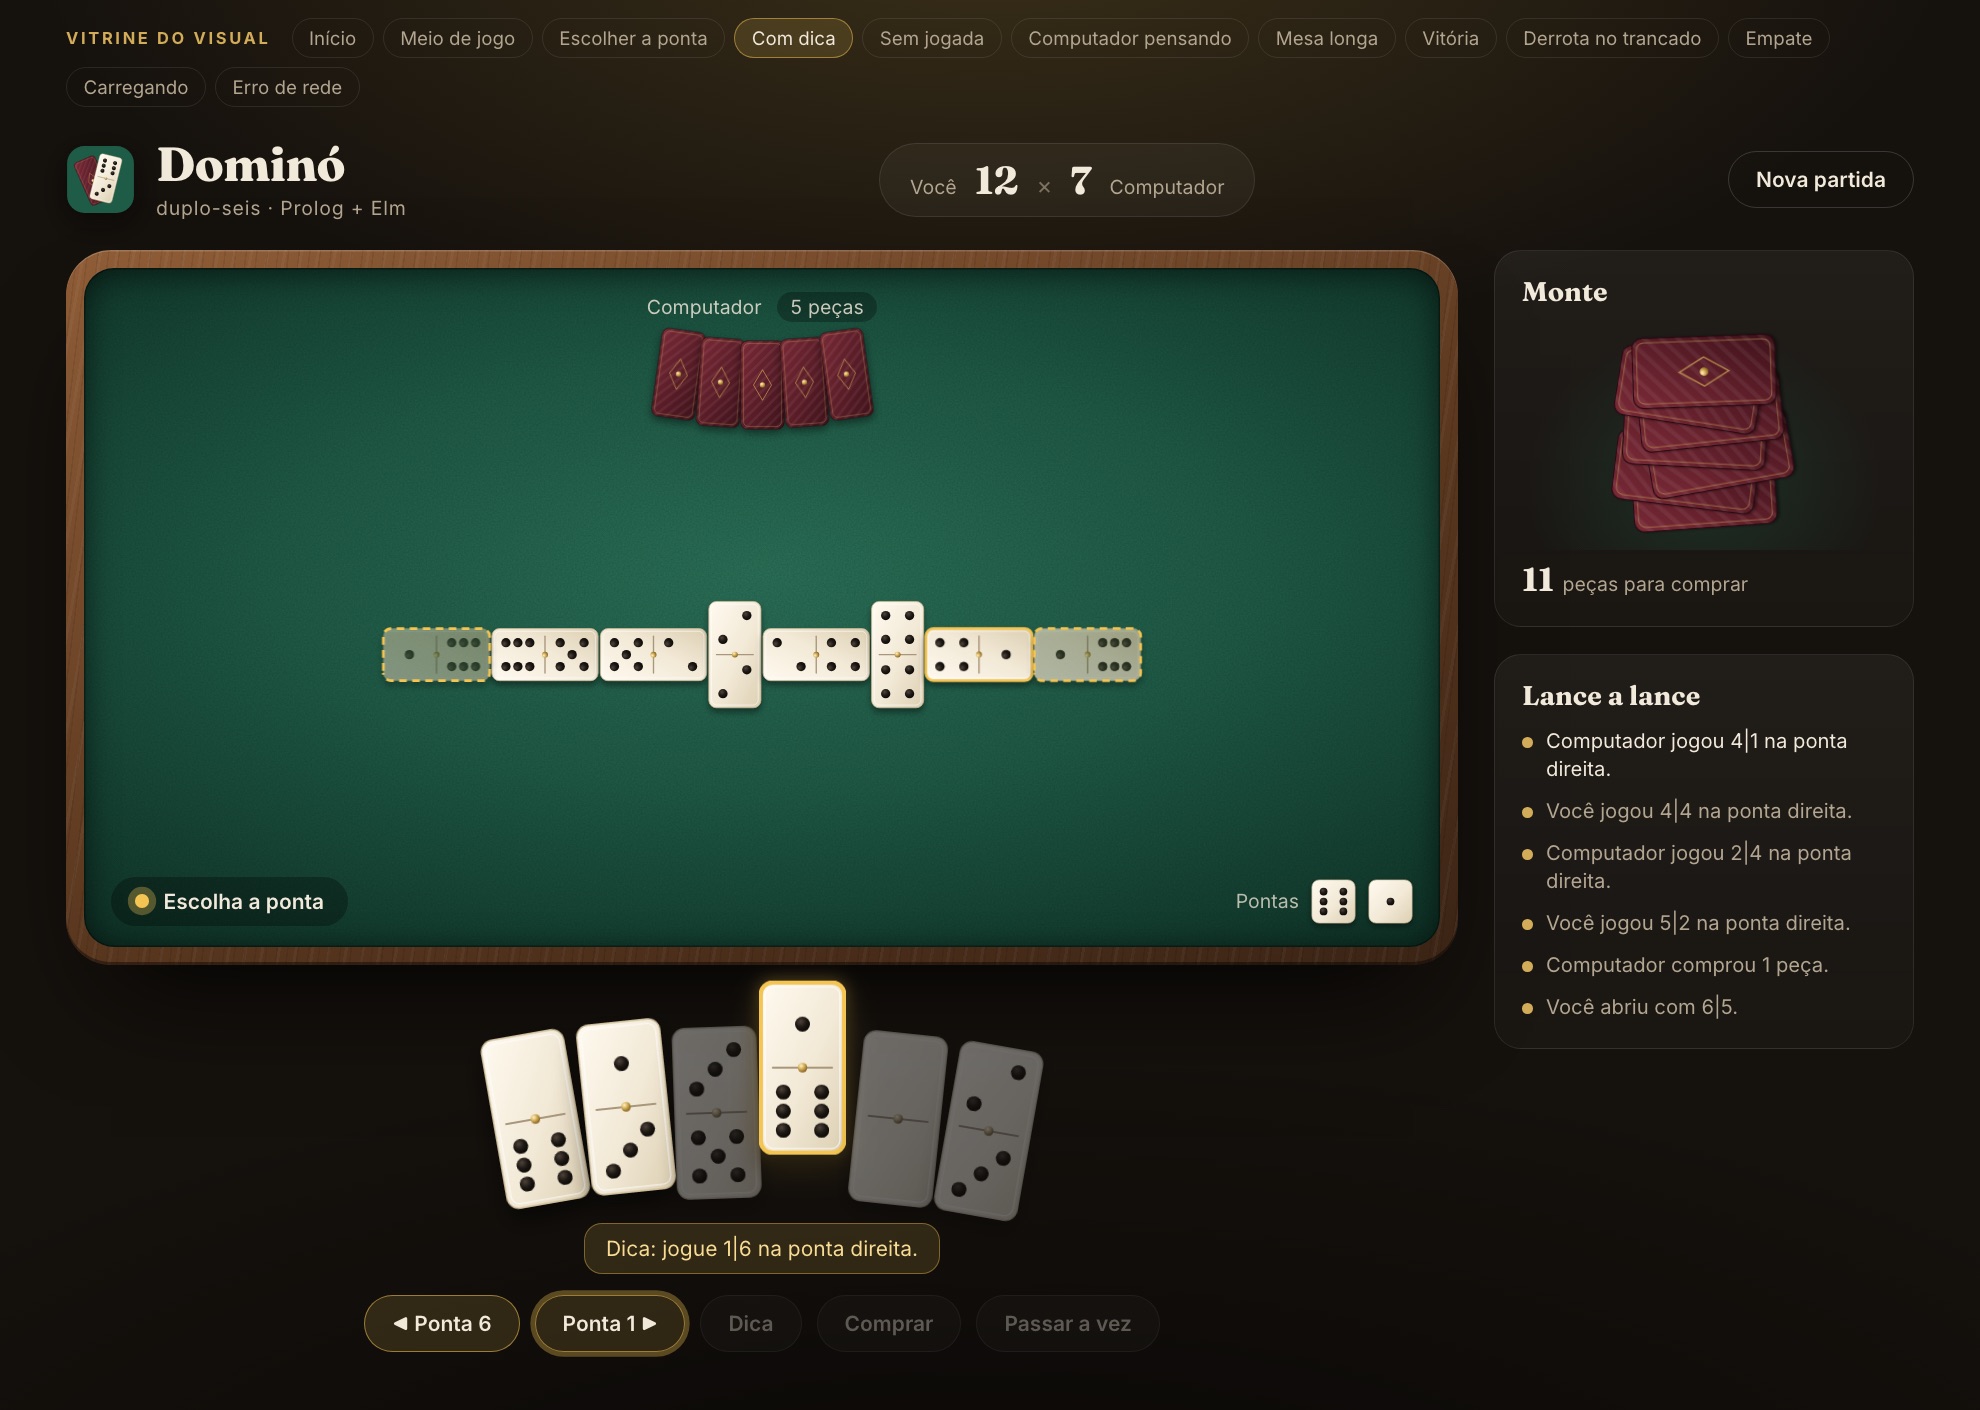 VITRINE DO VISUAL Início Meio de jogo Escolher a ponta Com dica Sem jogada Computador pensando Mesa longa Vitória Derrota no trancado Empate
Carregando Erro de rede
Dominó
duplo-seis · Prolog + Elm
Você 12 × 7 Computador
Nova partida
Computador 5 peças
Escolha a ponta
Pontas
Monte
11 peças para comprar
Lance a lance
Computador jogou 4|1 na ponta
direita.
Você jogou 4|4 na ponta direita.
Computador jogou 2|4 na ponta
direita.
Você jogou 5|2 na ponta direita.
Computador comprou 1 peça.
Você abriu com 6|5.
Dica: jogue 1|6 na ponta direita.
◀ Ponta 6 Ponta 1 ▶ Dica Comprar Passar a vez